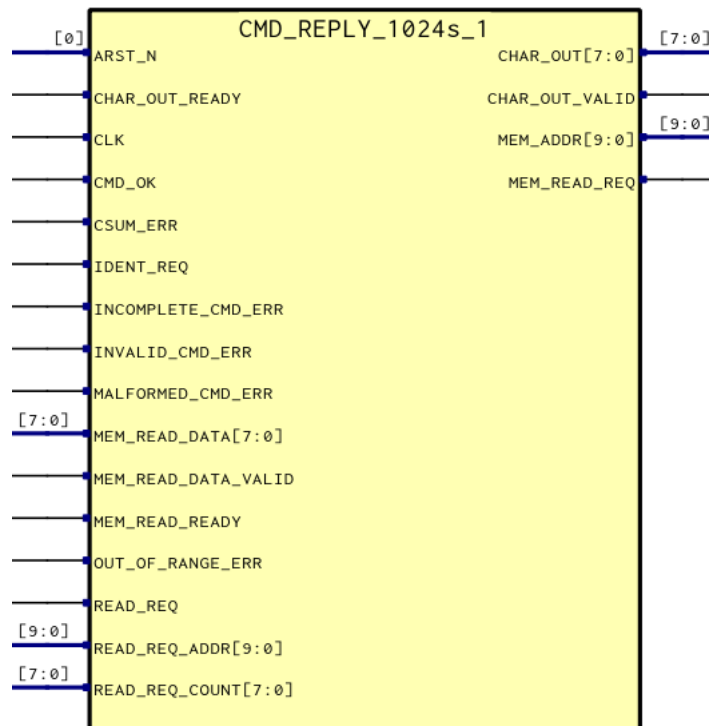 CMD_REPLY_1024s_1
[0]
ARST_N
CHAR_OUT[7:0]
[7:0]
CHAR_OUT_READY
CHAR_OUT_VALID
CLK
MEM_ADDR[9:0]
[9:0]
CMD_OK
MEM_READ_REQ
CSUM_ERR
IDENT_REQ
INCOMPLETE_CMD_ERR
INVALID_CMD_ERR
MALFORMED_CMD_ERR
[7:0]
MEM_READ_DATA[7:0]
MEM_READ_DATA_VALID
MEM_READ_READY
OUT_OF_RANGE_ERR
READ_REQ
[9:0]
READ_REQ_ADDR[9:0]
[7:0]
READ_REQ_COUNT[7:0]